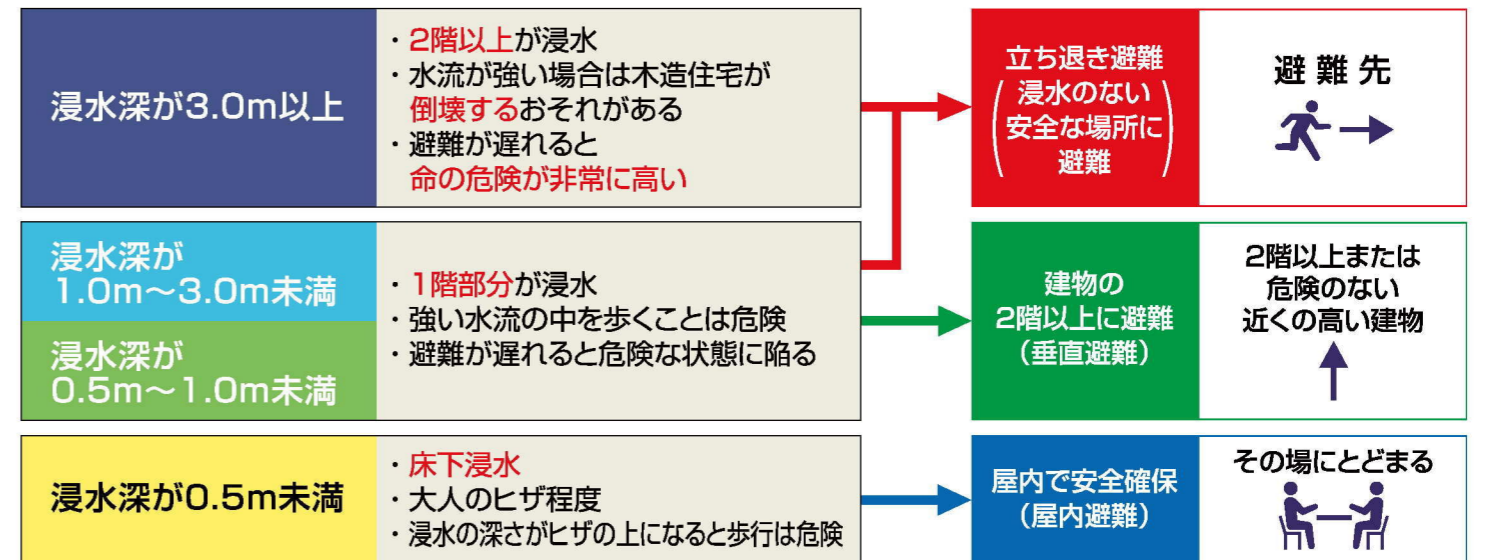 浸水深が3.0m以上
・2階以上が浸水
・水流が強い場合は木造住宅が
倒壊するおそれがある
・避難が遅れると
命の危険が非常に高い
立ち退き避難
(浸水のない
安全な場所に
避難)
避難先
浸水深が
1.0m〜3.0m未満
浸水深が
0.5m〜1.0m未満
・1階部分が浸水
・強い水流の中を歩くことは危険
・避難が遅れると危険な状態に陥る
建物の
2階以上に避難
(垂直避難)
2階以上または
危険のない
近くの高い建物
浸水深が0.5m未満
・床下浸水
・大人のヒザ程度
・浸水の深さがヒザの上になると歩行は危険
屋内で安全確保
(屋内避難)
その場にとどまる